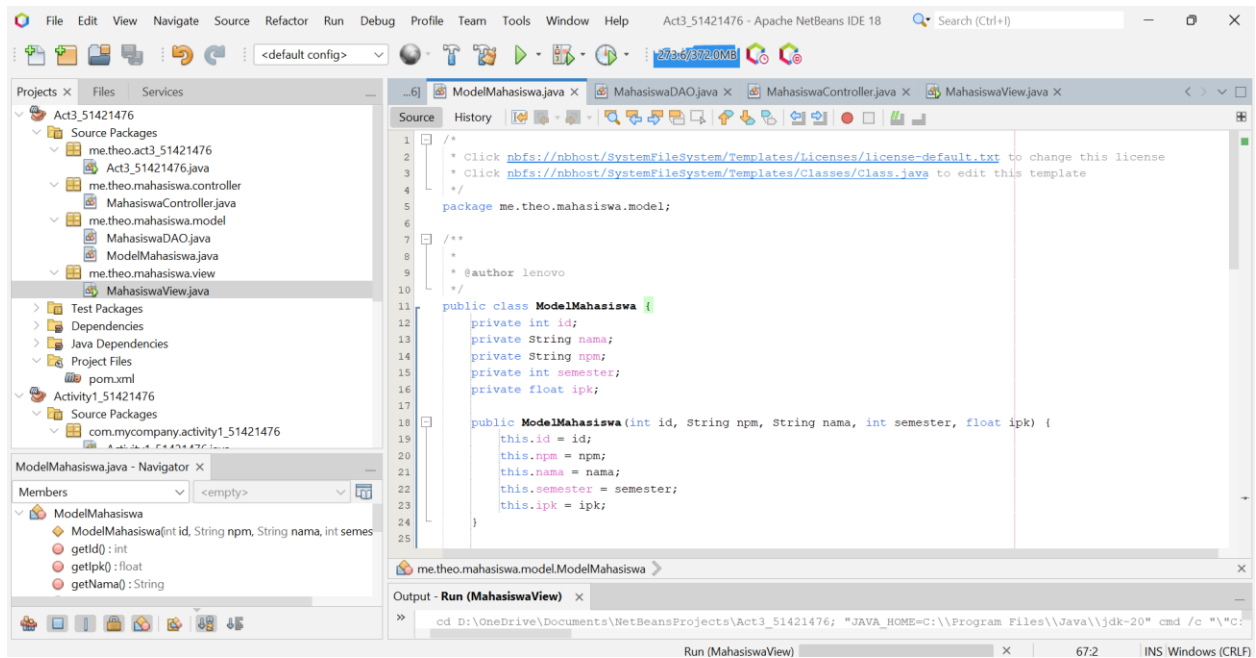 File Edit View Navigate Source Refactor Run Debug Profile Team Tools Window Help Act3_51421476 - Apache NetBeans IDE 18 Search (Ctrl+I)
<default config> 273.6/372.0MB
Projects Files Services
Act3_51421476
Source Packages
me.theo.act3_51421476
Act3_51421476.java
me.theo.mahasiswa.controller
MahasiswaController.java
me.theo.mahasiswa.model
MahasiswaDAO.java
ModelMahasiswa.java
me.theo.mahasiswa.view
MahasiswaView.java
Test Packages
Dependencies
Java Dependencies
Project Files
pom.xml
Activity1_51421476
Source Packages
com.mycompany.activity1_51421476
ModelMahasiswa.java - Navigator
Members <empty>
ModelMahasiswa
ModelMahasiswa(int id, String npm, String nama, int semes
getId() : int
getIpk() : float
getNama() : String
...6] ModelMahasiswa.java MahasiswaDAO.java MahasiswaController.java MahasiswaView.java
Source History
1 /*
2 * Click nbfs://nbhost/SystemFileSystem/Templates/Licenses/license-default.txt to change this license
3 * Click nbfs://nbhost/SystemFileSystem/Templates/Classes/Class.java to edit this template
4 */
5 package me.theo.mahasiswa.model;
6
7 /**
8 *
9 * @author lenovo
10 */
11 public class ModelMahasiswa {
12 private int id;
13 private String nama;
14 private String npm;
15 private int semester;
16 private float ipk;
17
18 public ModelMahasiswa(int id, String npm, String nama, int semester, float ipk) {
19 this.id = id;
20 this.npm = npm;
21 this.nama = nama;
22 this.semester = semester;
23 this.ipk = ipk;
24 }
25
me.theo.mahasiswa.model.ModelMahasiswa
Output - Run (MahasiswaView)
cd D:\OneDrive\Documents\NetBeansProjects\Act3_51421476; "JAVA_HOME=C:\\Program Files\\Java\\jdk-20" cmd /c "\"C:
Run (MahasiswaView) 67:2 INS Windows (CRLF)